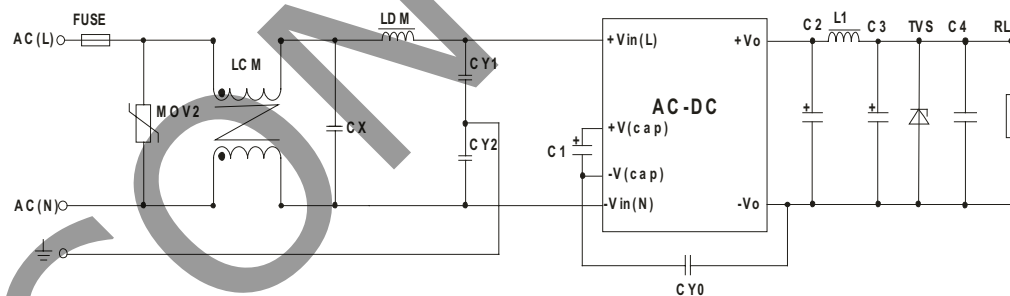 FUSE
LDM
C2 L1 C3 TVS C4 RL
AC(L)
+Vin(L)
+Vo
LCM
CY1
MOV2
AC-DC
CX
+V(cap)
CY2
C1
-V(cap)
AC(N)
-Vin(N)
-Vo
CY0